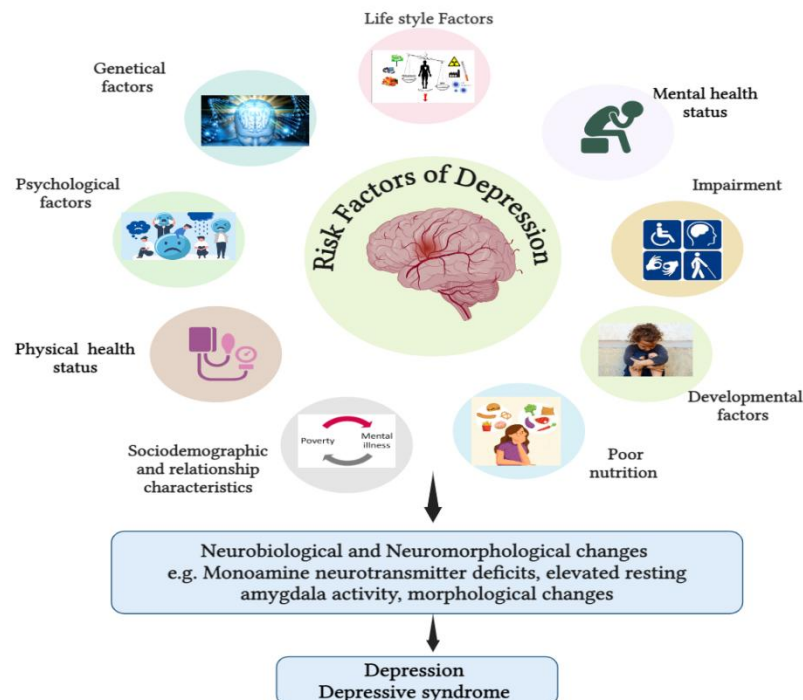 Life style Factors
Genetical
factors
Mental health
status
Psychological
factors
Risk Factors of Depression
Impairment
Physical health
status
Developmental
factors
Poverty
Mental
illness
Sociodemographic
and relationship
characteristics
Poor
nutrition
Neurobiological and Neuromorphological changes
e.g. Monoamine neurotransmitter deficits, elevated resting
amygdala activity, morphological changes
Depression
Depressive syndrome